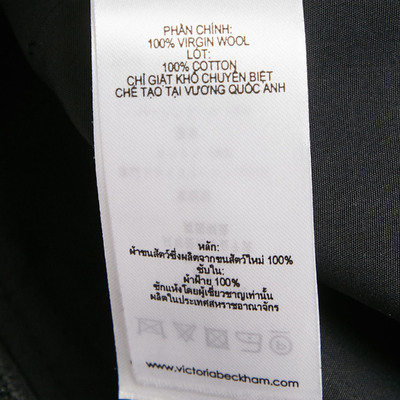 PHẦN CHÍNH:
100% VIRGIN WOOL
LÓT:
100% COTTON
CHỈ GIẶT KHÔ CHUYÊN BIỆT
CHẾ TẠO TẠI VƯƠNG QUỐC ANH
หลัก:
ผ้าขนสัตว์ซึ่งผลิตจากขนสัตว์ใหม่ 100%
ซับใน:
ผ้าฝ้าย 100%
ซักแห้งโดยผู้เชี่ยวชาญเท่านั้น
ผลิตในประเทศสหราชอาณาจักร
www.victoriabeckham.com